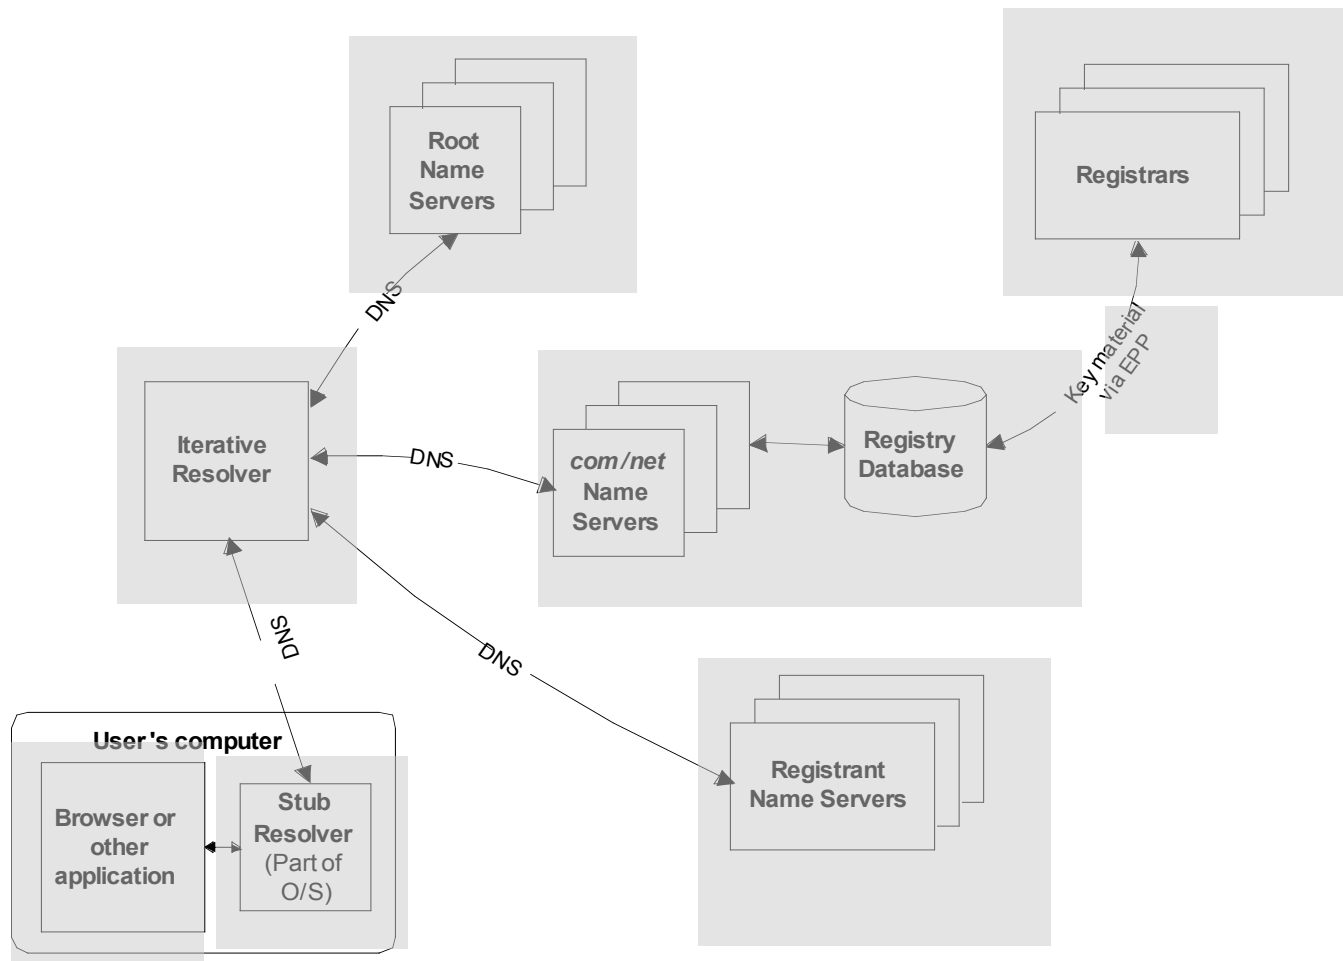 Root
Name
Servers
Registrars
DNS
Key material
via EPP
Iterative
Resolver
DNS
com/net
Name
Servers
Registry
Database
DNS
DNS
User's computer
Browser or
other
application
Stub
Resolver
(Part of
O/S)
Registrant
Name Servers